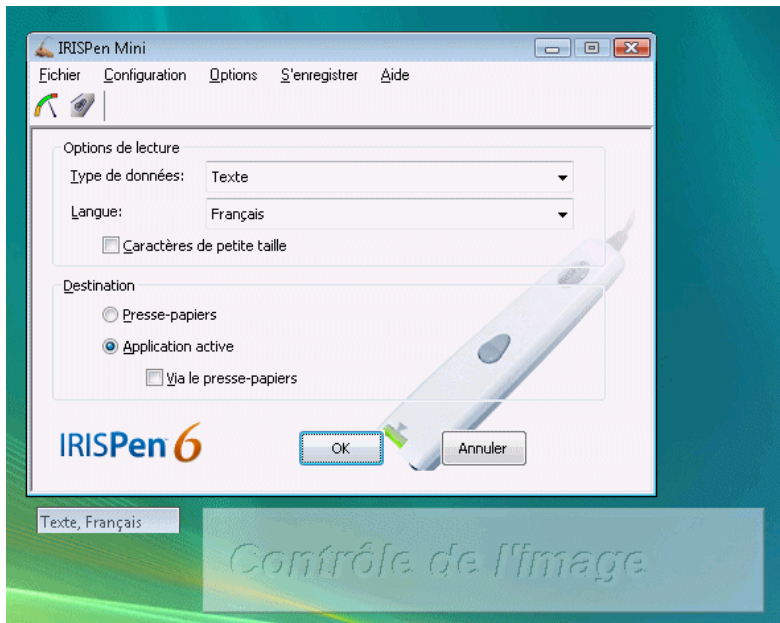 IRISPen Mini
Fichier Configuration Options S'enregistrer Aide
Options de lecture
Type de données: Texte
Langue: Français
Caractères de petite taille
Destination
Presse-papiers
Application active
Via le presse-papiers
IRISPen 6
OK Annuler
Texte, Français
Contrôle de l'image